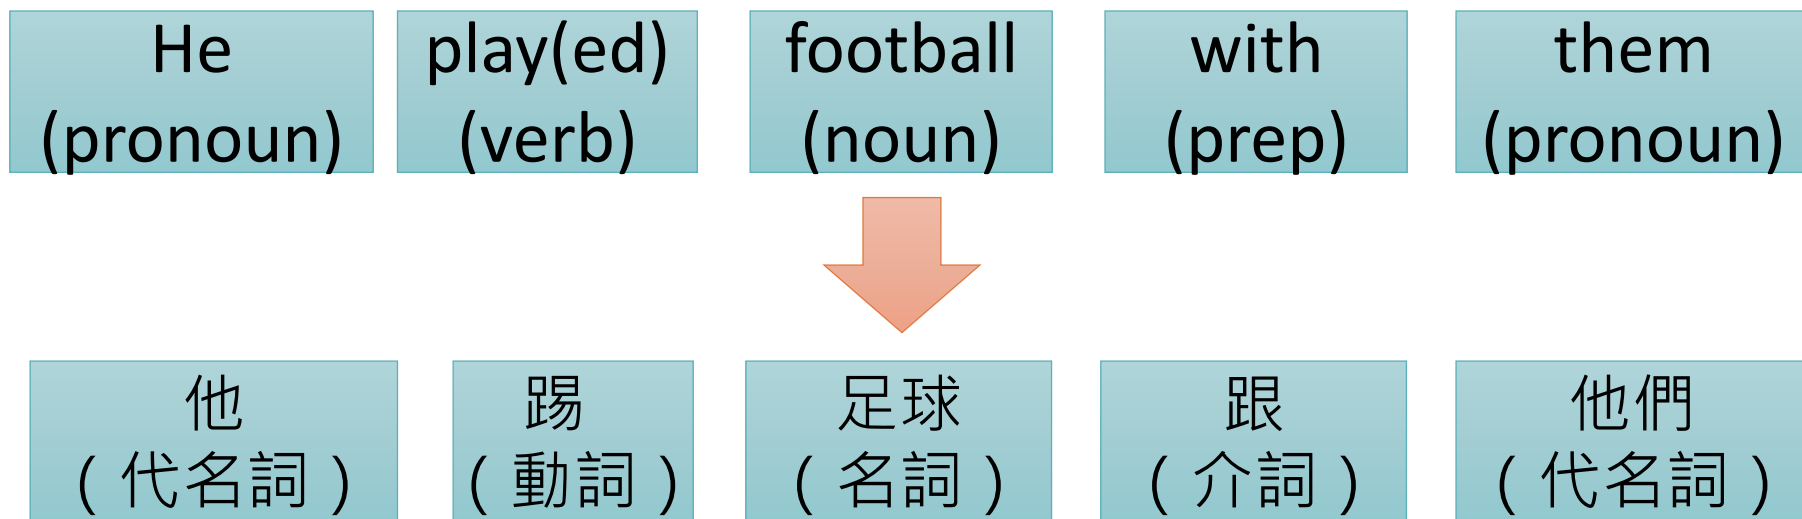 He play(ed) football with them
(pronoun) (verb) (noun) (prep) (pronoun)
他 踢 足球 跟 他們
(代名詞) (動詞) (名詞) (介詞) (代名詞)